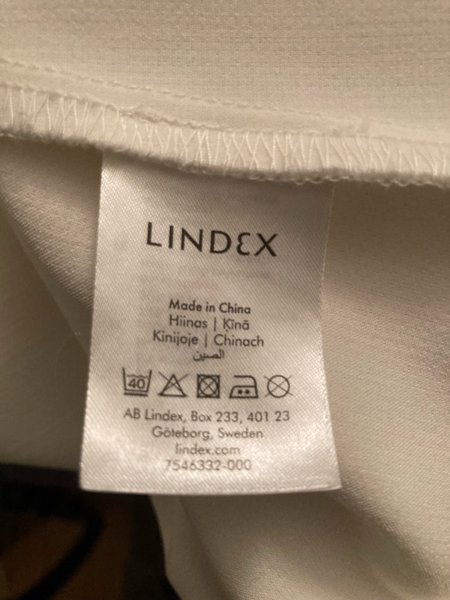 LINDEX
Made in China
Hiinas | Ķīnā
Kinijoje | Chinach
الصين
40
AB Lindex, Box 233, 401 23
Göteborg, Sweden
lindex.com
7546332-000